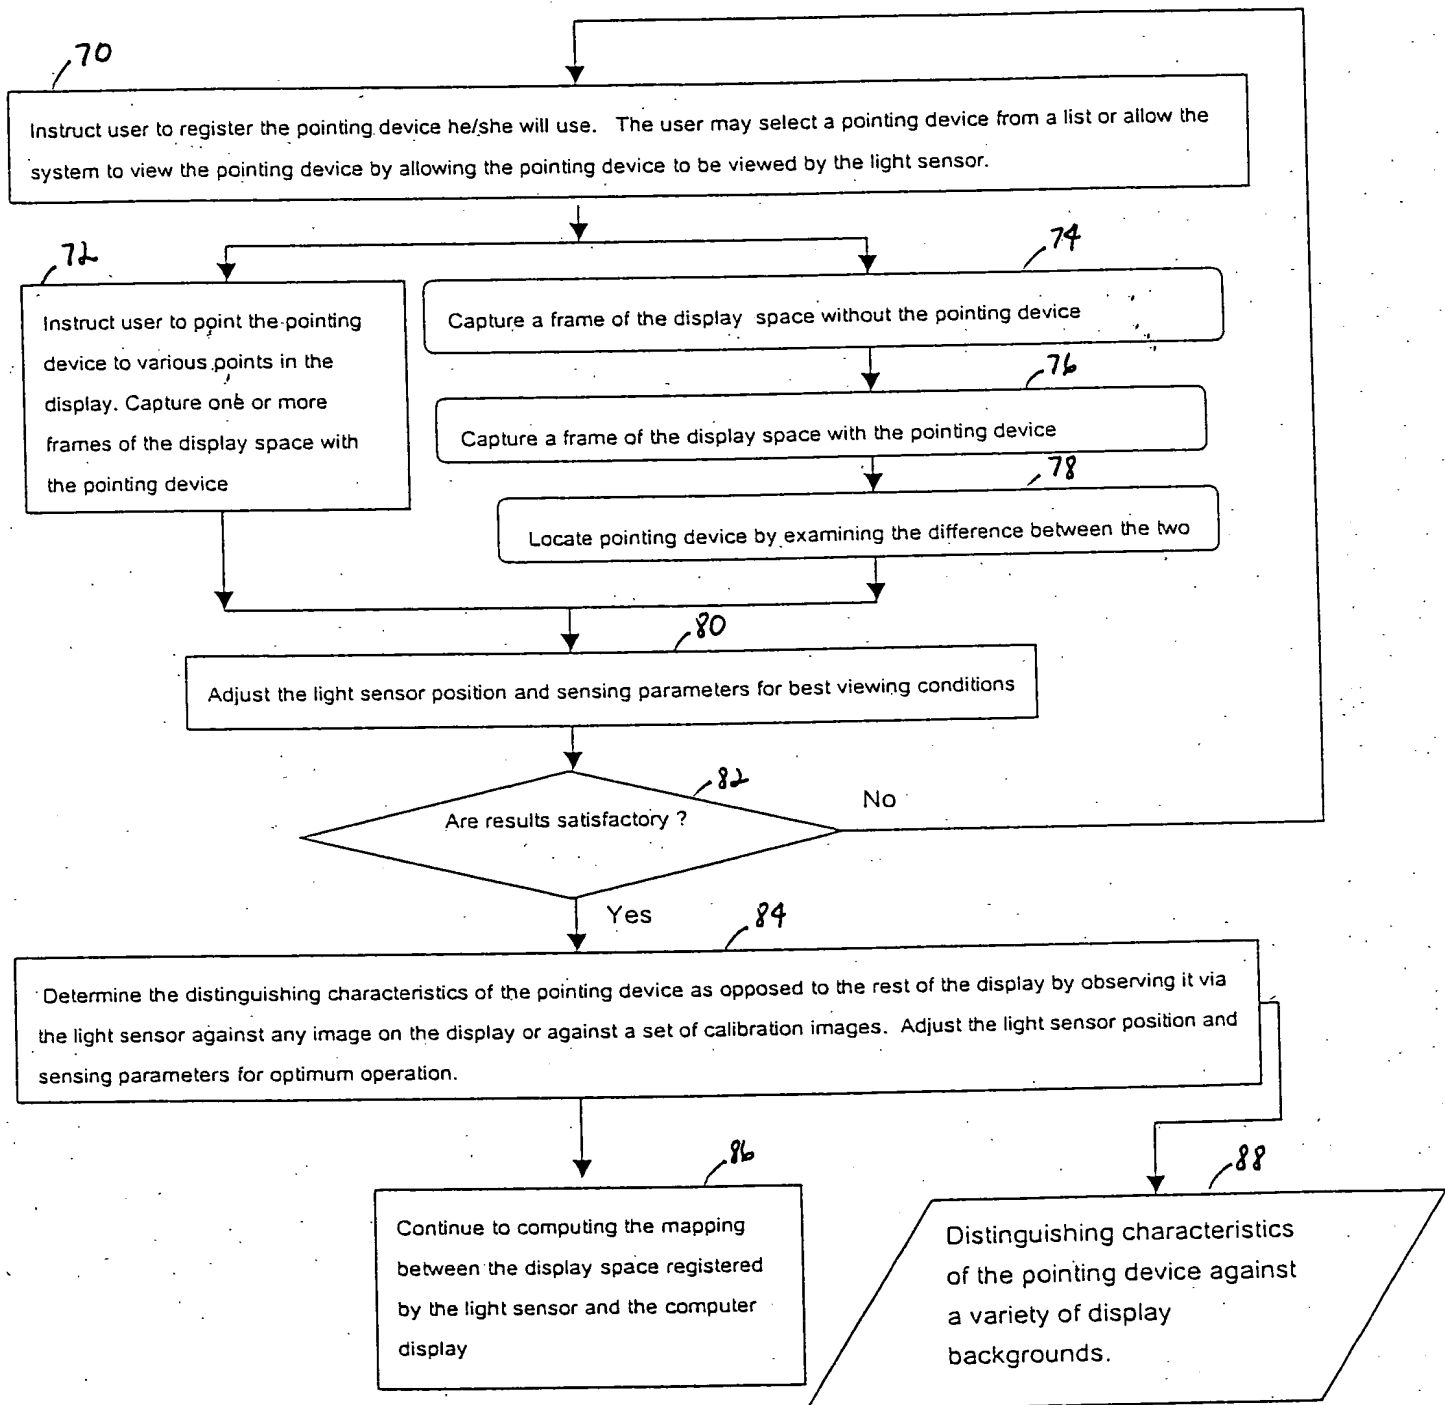 70
Instruct user to register the pointing device he/she will use. The user may select a pointing device from a list or allow the
system to view the pointing device by allowing the pointing device to be viewed by the light sensor.
72
Instruct user to point the pointing
device to various points in the
display. Capture one or more
frames of the display space with
the pointing device
74
Capture a frame of the display space without the pointing device
76
Capture a frame of the display space with the pointing device
78
Locate pointing device by examining the difference between the two
80
Adjust the light sensor position and sensing parameters for best viewing conditions
82
Are results satisfactory ?
No
Yes
84
Determine the distinguishing characteristics of the pointing device as opposed to the rest of the display by observing it via
the light sensor against any image on the display or against a set of calibration images. Adjust the light sensor position and
sensing parameters for optimum operation.
86
Continue to computing the mapping
between the display space registered
by the light sensor and the computer
display
88
Distinguishing characteristics
of the pointing device against
a variety of display
backgrounds.